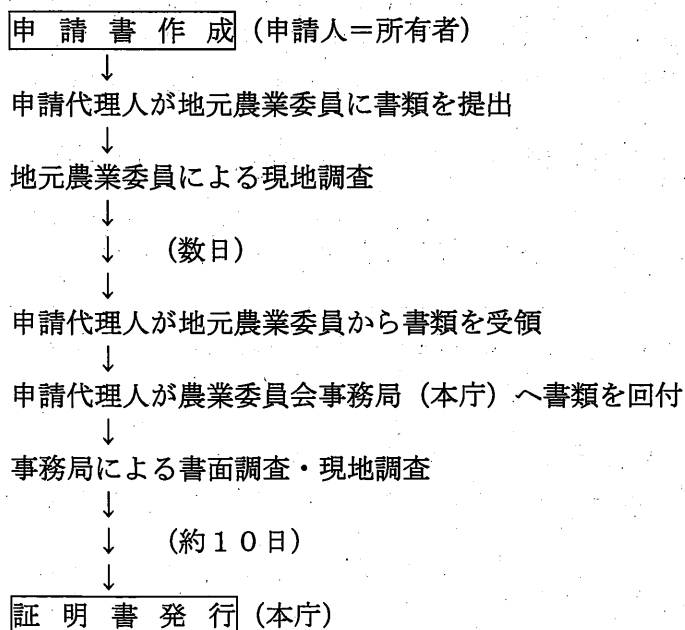 申請書作成（申請人＝所有者）
↓
申請代理人が地元農業委員に書類を提出
↓
地元農業委員による現地調査
↓
↓　（数日）
↓
申請代理人が地元農業委員から書類を受領
↓
申請代理人が農業委員会事務局（本庁）へ書類を回付
↓
事務局による書面調査・現地調査
↓
↓　（約１０日）
↓
証明書発行（本庁）